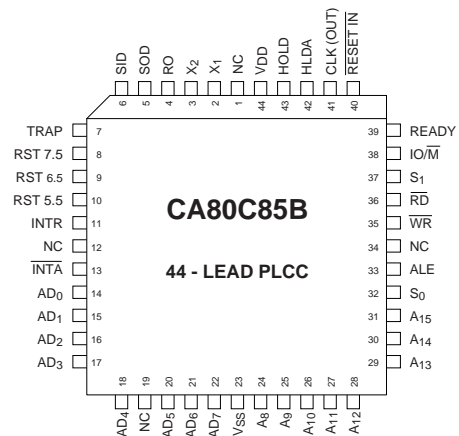 SID SOD RO X₂ X₁ NC VDD HOLD HLDA CLK (OUT) R̅E̅S̅E̅T̅ ̅I̅N̅
6 5 4 3 2 1 44 43 42 41 40
TRAP 7 39 READY
RST 7.5 8 38 IO/M̅
RST 6.5 9 37 S₁
RST 5.5 10 36 R̅D̅
INTR 11 35 W̅R̅
NC 12 34 NC
I̅N̅T̅A̅ 13 33 ALE
AD₀ 14 32 S₀
AD₁ 15 31 A₁₅
AD₂ 16 30 A₁₄
AD₃ 17 29 A₁₃
CA80C85B
44 - LEAD PLCC
18 19 20 21 22 23 24 25 26 27 28
AD₄ NC AD₅ AD₆ AD₇ VSS A₈ A₉ A₁₀ A₁₁ A₁₂